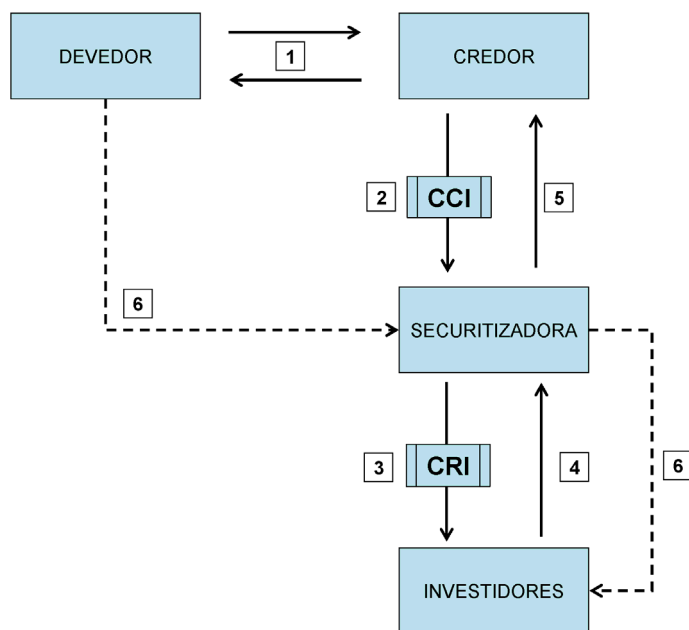 DEVEDOR
1
CREDOR
2
CCI
5
6
SECURITIZADORA
3
CRI
4
6
INVESTIDORES